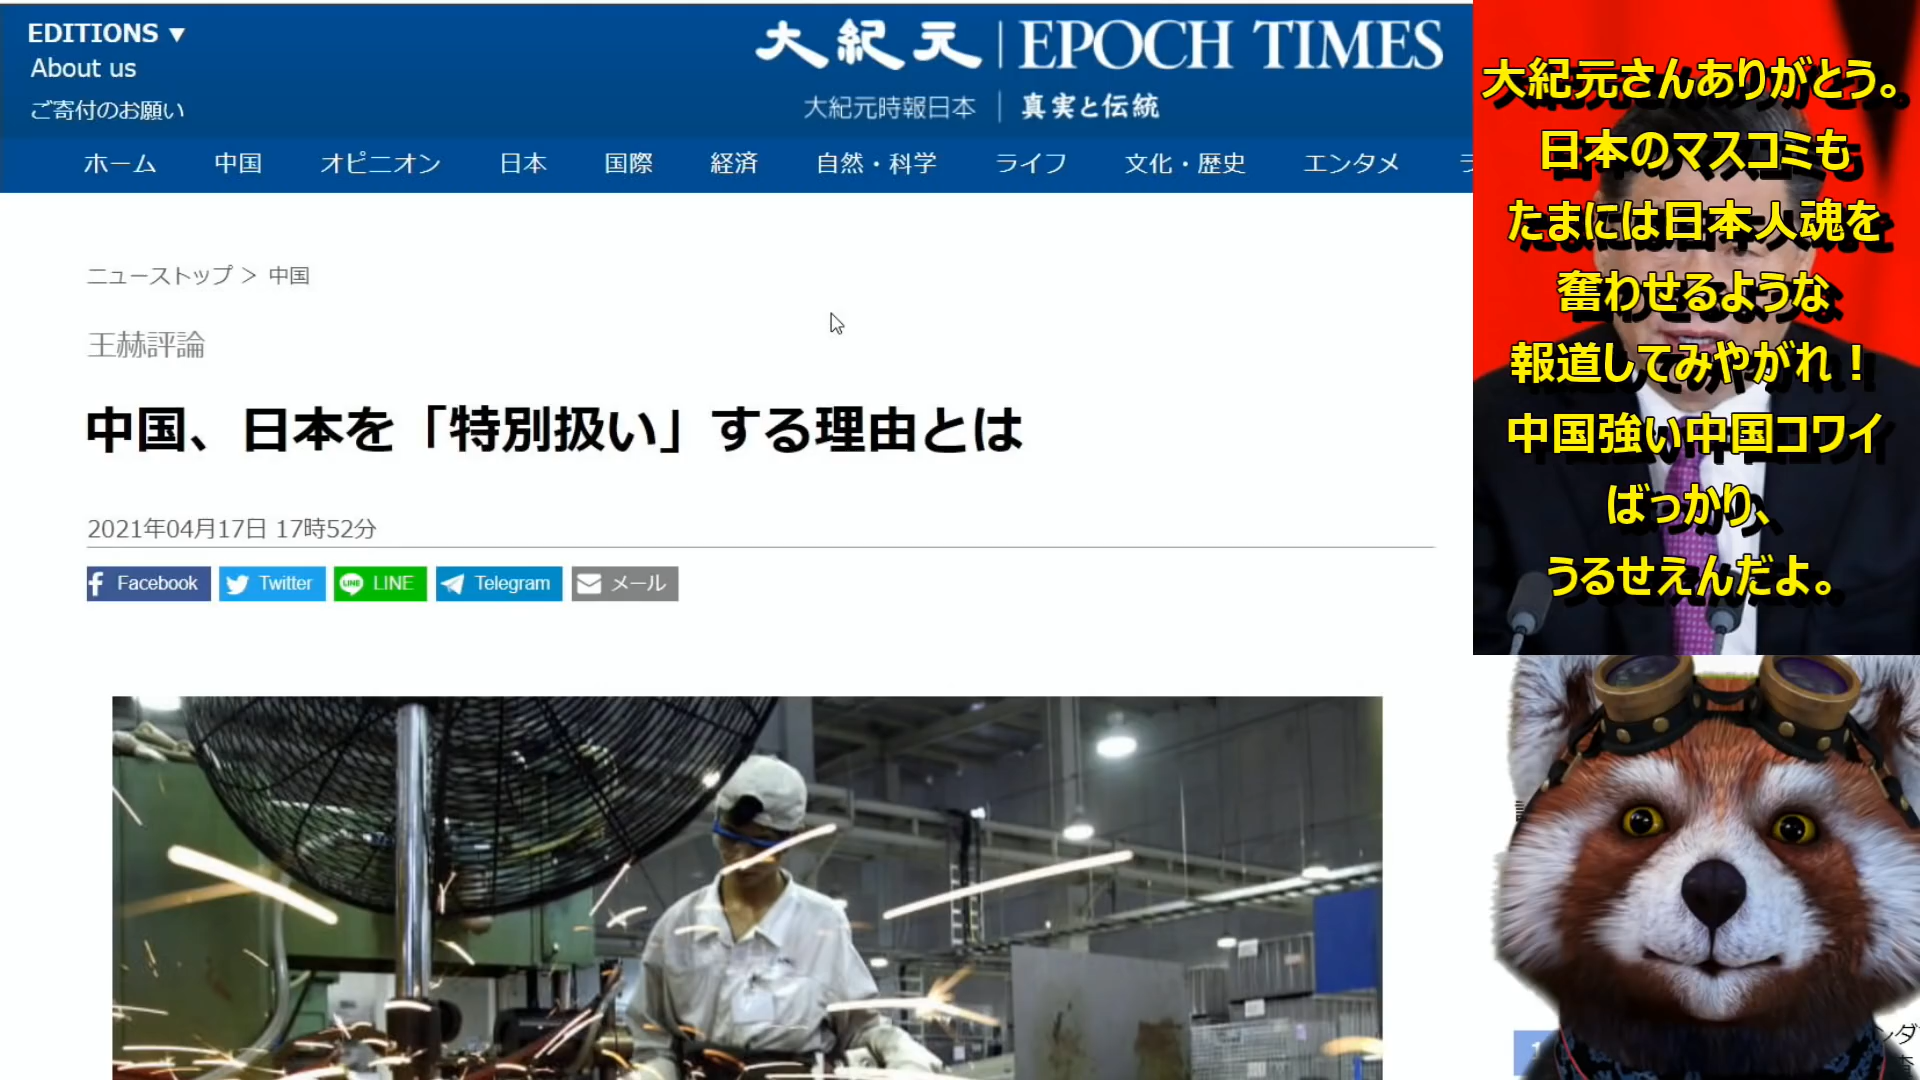 EDITIONS ▼
About us
ご寄付のお願い
大紀元 | EPOCH TIMES
大紀元時報日本 | 真実と伝統
ホーム 中国 オピニオン 日本 国際 経済 自然・科学 ライフ 文化・歴史 エンタメ
ニューストップ > 中国
王赫評論
中国、日本を「特別扱い」する理由とは
2021年04月17日 17時52分
Facebook Twitter LINE Telegram メール
大紀元さんありがとう。
日本のマスコミも
たまには日本人魂を
奮わせるような
報道してみやがれ！
中国強い中国コワイ
ばっかり、
うるせえんだよ。